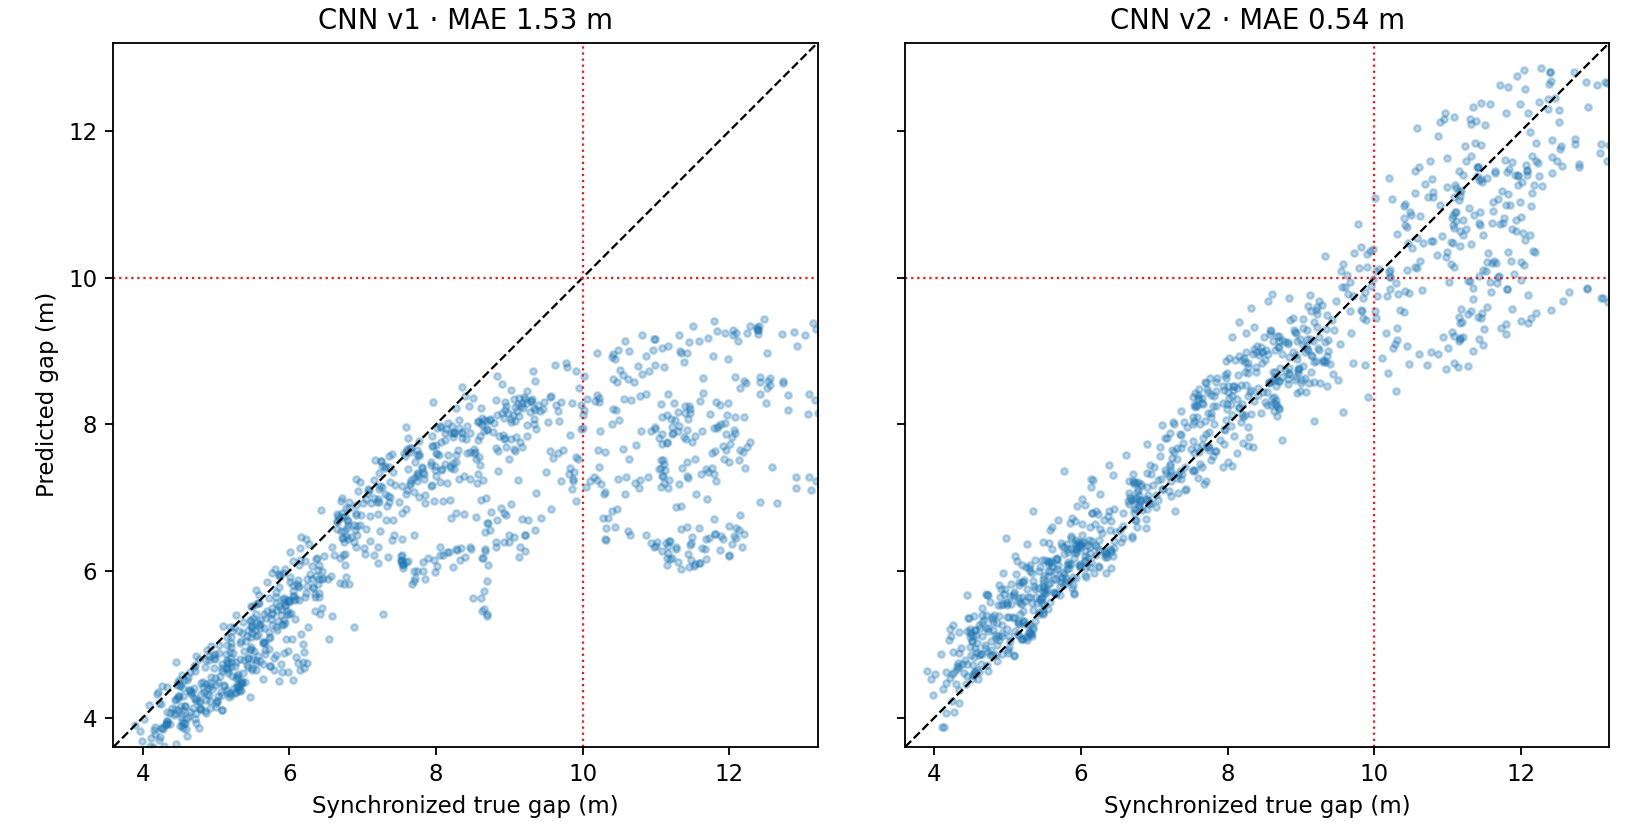 CNN v1 · MAE 1.53 m
CNN v2 · MAE 0.54 m
Predicted gap (m)
12
10
8
6
4
4 6 8 10 12
4 6 8 10 12
Synchronized true gap (m)
Synchronized true gap (m)